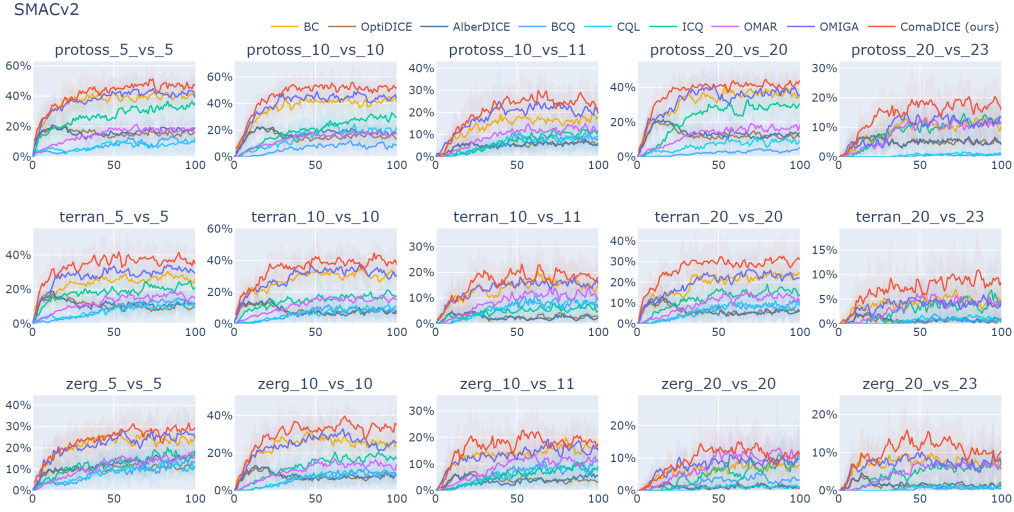 SMACv2
BC OptiDICE AlberDICE BCQ CQL ICQ OMAR OMIGA ComaDICE (ours)
protoss_5_vs_5 protoss_10_vs_10 protoss_10_vs_11 protoss_20_vs_20 protoss_20_vs_23
60% 60% 40% 40% 30%
40% 40% 30% 20% 20%
20% 20% 20% 0% 10%
0% 0% 10% 0%
0%
0 50 100 0 50 100 0 50 100 0 50 100 0 50 100
terran_5_vs_5 terran_10_vs_10 terran_10_vs_11 terran_20_vs_20 terran_20_vs_23
40% 60% 30% 40% 15%
20% 40% 20% 30% 10%
0% 20% 10% 20% 5%
0% 0% 10% 0%
0%
0 50 100 0 50 100 0 50 100 0 50 100 0 50 100
zerg_5_vs_5 zerg_10_vs_10 zerg_10_vs_11 zerg_20_vs_20 zerg_20_vs_23
40% 40% 30% 20% 20%
30% 20% 20% 10% 10%
20% 0% 10% 0% 0%
10% 0%
0%
0 50 100 0 50 100 0 50 100 0 50 100 0 50 100